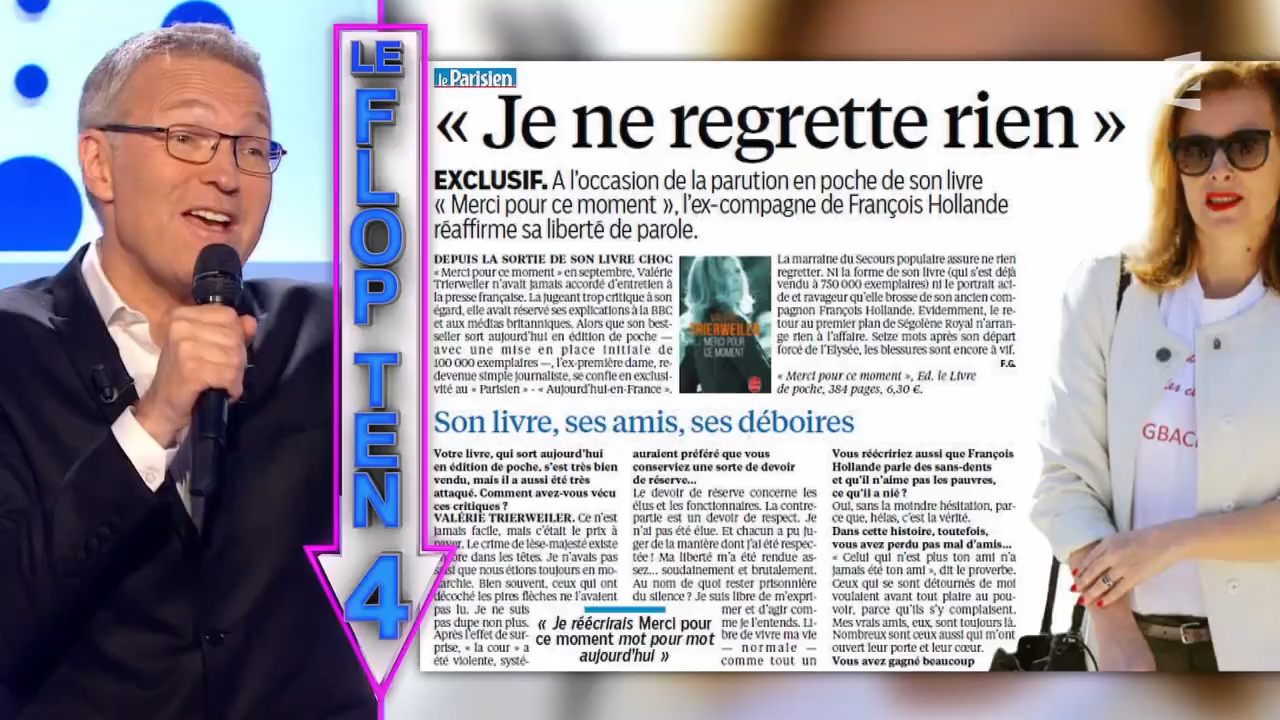 LE FLOP TEN 4
le Parisien
« Je ne regrette rien »
EXCLUSIF. A l'occasion de la parution en poche de son livre
« Merci pour ce moment », l'ex-compagne de François Hollande
réaffirme sa liberté de parole.
DEPUIS LA SORTIE DE SON LIVRE CHOC
« Merci pour ce moment » en septembre, Valérie
Trierweiler n'avait jamais accordé d'entretien à
la presse française. La jugeant trop critique à son
égard, elle avait réservé ses explications à la BBC
et aux médias britanniques. Alors que son best-
seller sort aujourd'hui en édition de poche —
avec une mise en place initiale de
100 000 exemplaires —, l'ex-première dame, re-
devenue simple journaliste, se confie en exclusi-
vité au « Parisien » - « Aujourd'hui-en-France ».
TRIERWEILER
MERCI POUR
CE MOMENT
La marraine du Secours populaire assure ne rien
regretter. Ni la forme de son livre (qui s'est déjà
vendu à 750 000 exemplaires) ni le portrait aci-
de et ravageur qu'elle brosse de son ancien com-
pagnon François Hollande. Evidemment, le re-
tour au premier plan de Ségolène Royal n'arran-
ge rien à l'affaire. Seize mois après son départ
forcé de l'Elysée, les blessures sont encore à vif.
F.G.
« Merci pour ce moment », Ed. le Livre
de poche, 384 pages, 6,30 €.
Son livre, ses amis, ses déboires
Votre livre, qui sort aujourd'hui
en édition de poche, s'est très bien
vendu, mais il a aussi été très
attaqué. Comment avez-vous vécu
ces critiques ?
VALÉRIE TRIERWEILER. Ce n'est
jamais facile, mais c'était le prix à
payer. Le crime de lèse-majesté existe
dans les têtes. Je n'avais pas
que nous étions toujours en mo-
narchie. Bien souvent, ceux qui ont
décoché les pires flèches ne l'avaient
pas lu. Je ne suis
pas dupe non plus.
Après l'effet de sur-
prise, « la cour » a
été violente, systé-
« Je réécrirais Merci pour
ce moment mot pour mot
aujourd'hui »
auraient préféré que vous
conserviez une sorte de devoir
de réserve...
Le devoir de réserve concerne les
élus et les fonctionnaires. La contre-
partie est un devoir de respect. Je
n'ai pas été élue. Et chacun a pu ju-
ger de la manière dont j'ai été respec-
tée ! Ma liberté m'a été rendue as-
sez... soudainement et brutalement.
Au nom de quoi rester prisonnière
du silence ? Je suis libre de m'expri-
mer et d'agir com-
me je l'entends. Li-
bre de vivre ma vie
— normale —
comme tout un
Vous réécririez aussi que François
Hollande parle des sans-dents
et qu'il n'aime pas les pauvres,
ce qu'il a nié ?
Oui, sans la moindre hésitation, par-
ce que, hélas, c'est la vérité.
Dans cette histoire, toutefois,
vous avez perdu pas mal d'amis...
« Celui qui n'est plus ton ami n'a
jamais été ton ami », dit le proverbe.
Ceux qui se sont détournés de moi
voulaient avant tout plaire au pou-
voir, parce qu'ils s'y complaisent.
Mes vrais amis, eux, sont toujours là.
Nombreux sont ceux aussi qui m'ont
ouvert leur porte et leur cœur.
Vous avez gagné beaucoup
2
GBAC